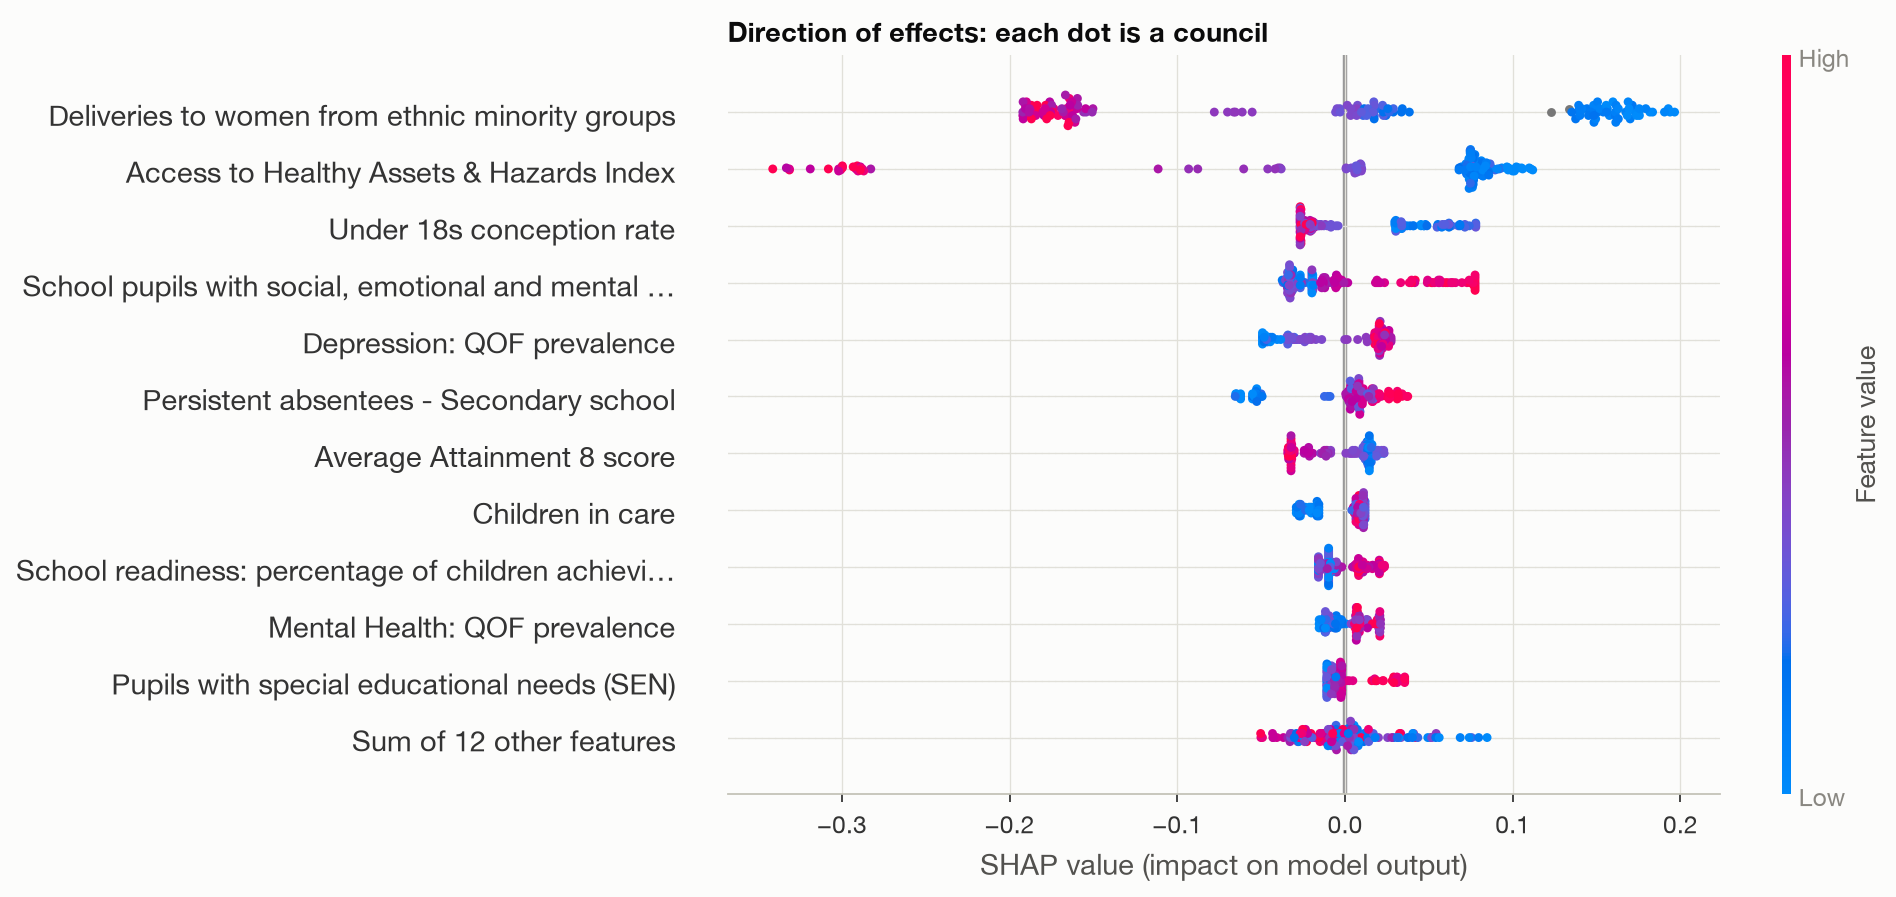 Direction of effects: each dot is a council
High
Deliveries to women from ethnic minority groups
Access to Healthy Assets & Hazards Index
Under 18s conception rate
School pupils with social, emotional and mental …
Depression: QOF prevalence
Persistent absentees - Secondary school
Average Attainment 8 score
Children in care
School readiness: percentage of children achievi…
Mental Health: QOF prevalence
Pupils with special educational needs (SEN)
Sum of 12 other features
Feature value
Low
−0.3
−0.2
−0.1
0.0
0.1
0.2
SHAP value (impact on model output)